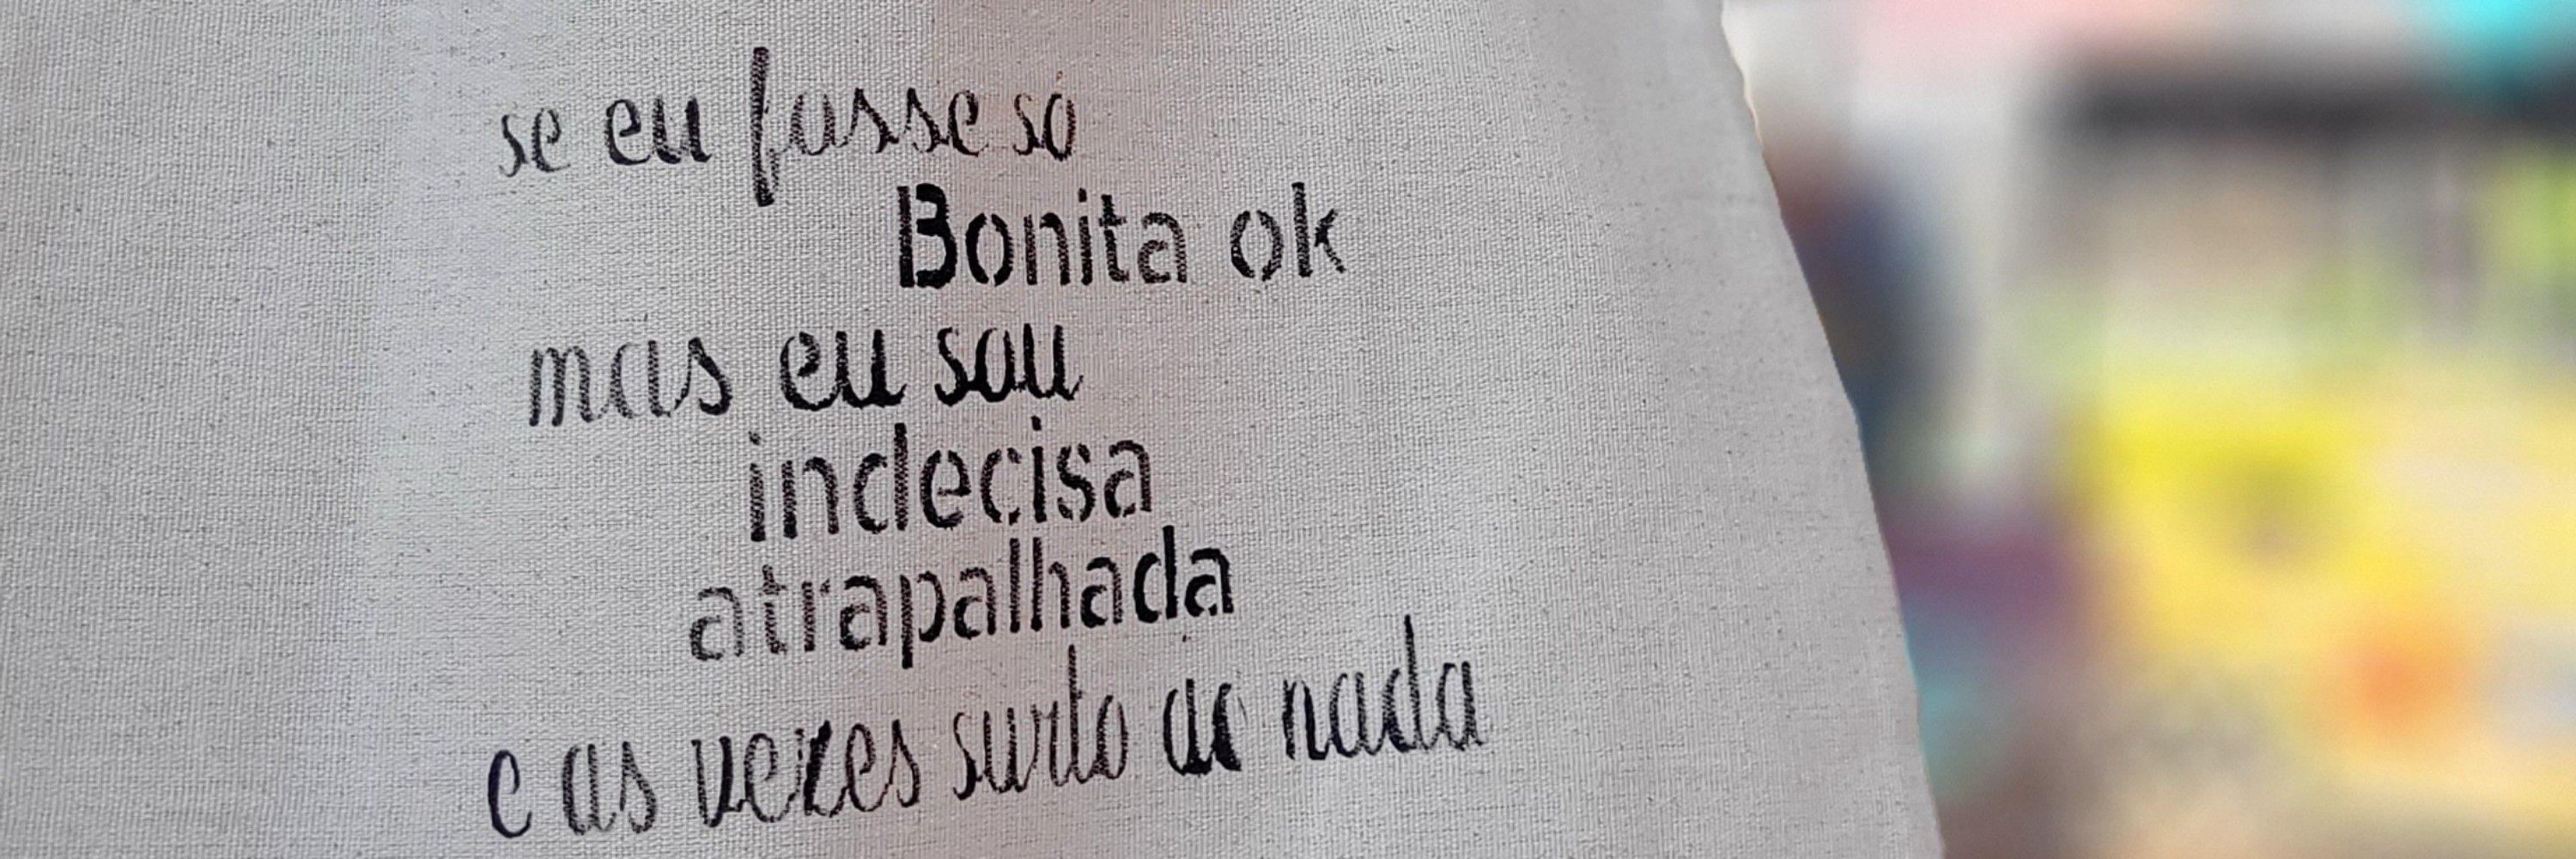 se eu fosse só
Bonita ok
mas eu sou
indecisa
atrapalhada
e as vezes surto ao nada